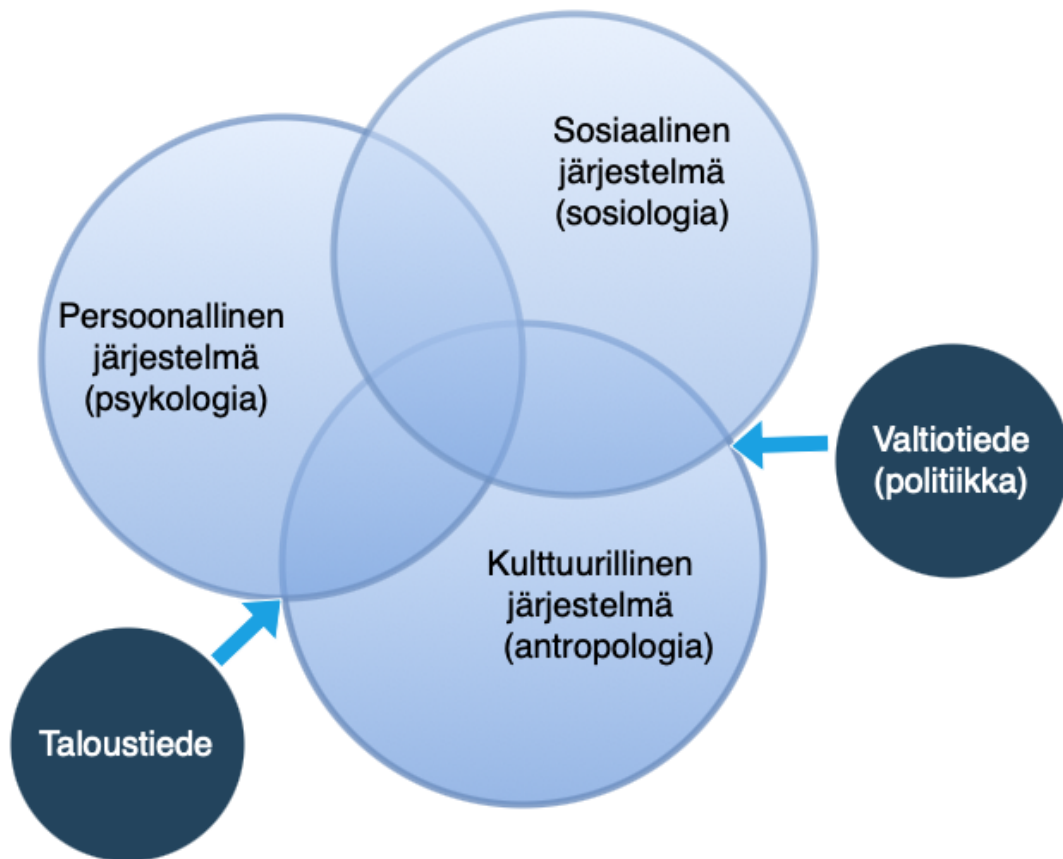 Sosiaalinen
järjestelmä
(sosiologia)
Persoonallinen
järjestelmä
(psykologia)
Valtiotiede
(politiikka)
Kulttuurillinen
järjestelmä
(antropologia)
Taloustiede